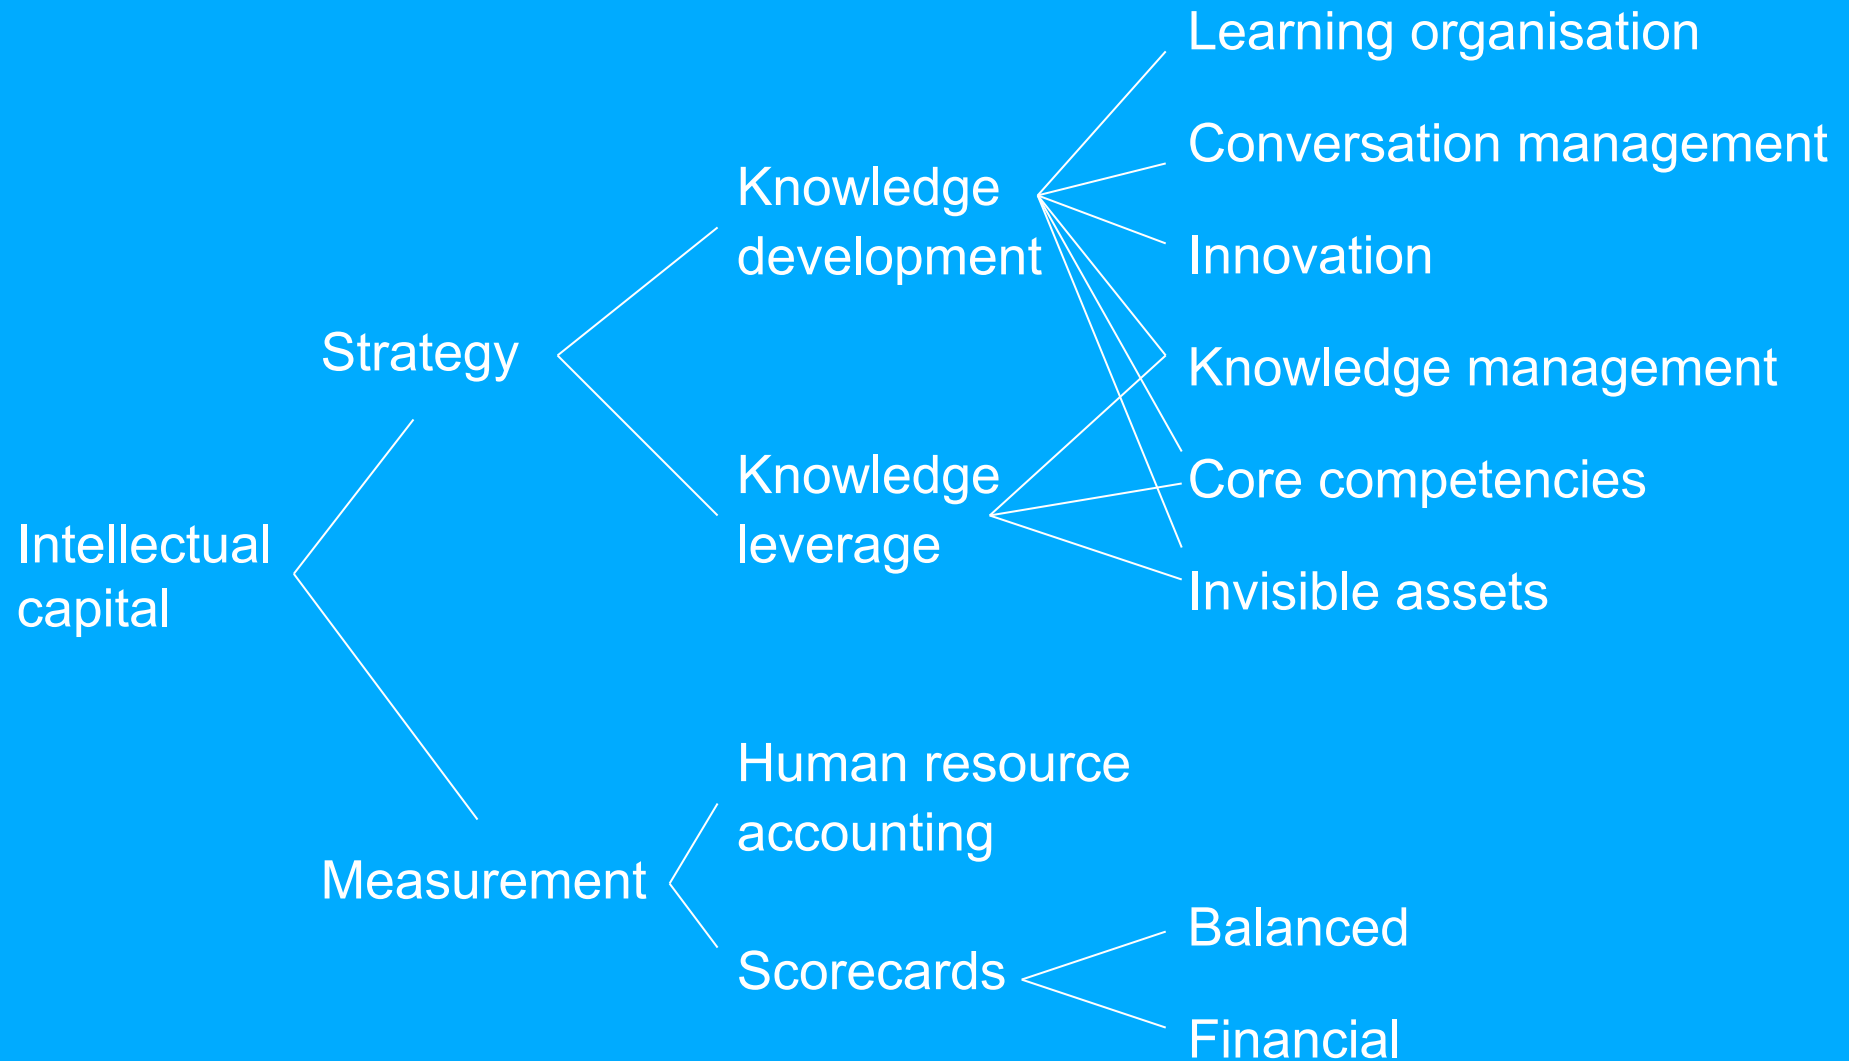 Learning organisation
Conversation management
Knowledge
development
Innovation
Strategy
Knowledge management
Knowledge
leverage
Core competencies
Intellectual
capital
Invisible assets
Human resource
accounting
Measurement
Balanced
Scorecards
Financial